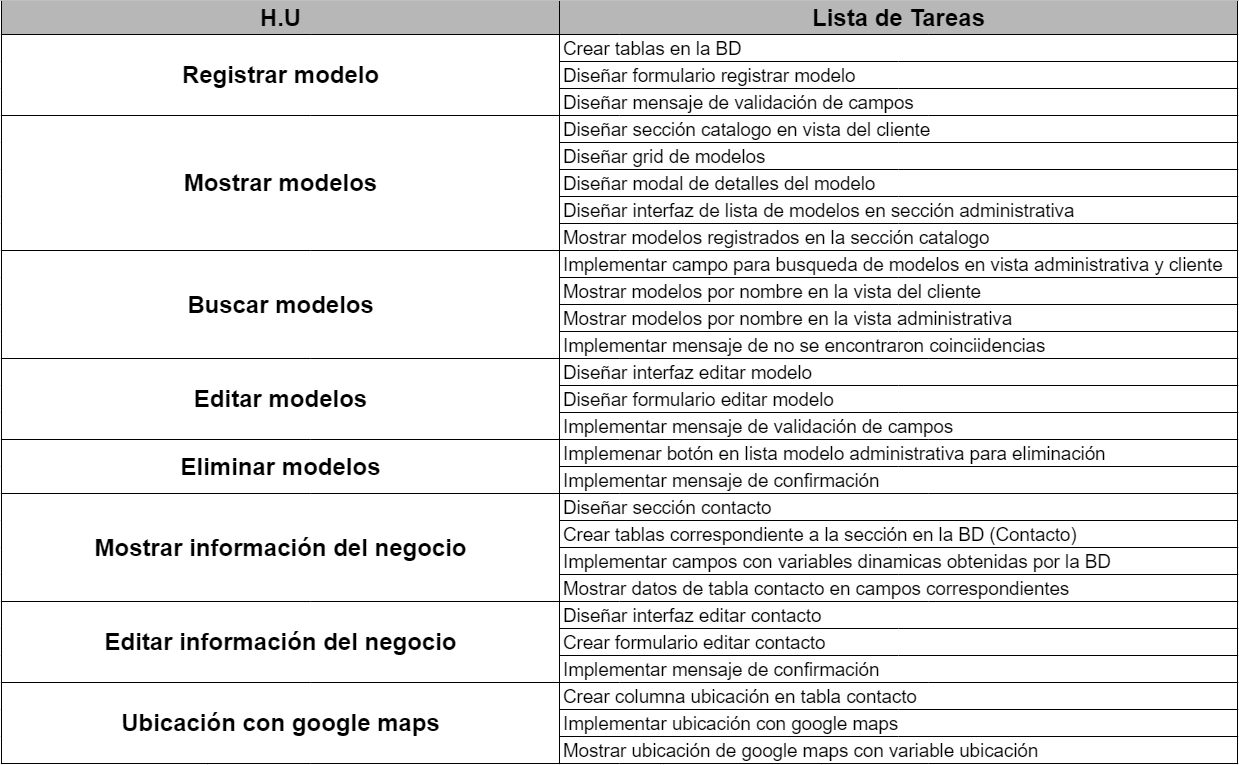 H.U
Lista de Tareas
Registrar modelo
Crear tablas en la BD
Diseñar formulario registrar modelo
Diseñar mensaje de validación de campos
Mostrar modelos
Diseñar sección catalogo en vista del cliente
Diseñar grid de modelos
Diseñar modal de detalles del modelo
Diseñar interfaz de lista de modelos en sección administrativa
Mostrar modelos registrados en la sección catalogo
Buscar modelos
Implementar campo para busqueda de modelos en vista administrativa y cliente
Mostrar modelos por nombre en la vista del cliente
Mostrar modelos por nombre en la vista administrativa
Implementar mensaje de no se encontraron coinciidencias
Editar modelos
Diseñar interfaz editar modelo
Diseñar formulario editar modelo
Implementar mensaje de validación de campos
Eliminar modelos
Implemenar botón en lista modelo administrativa para eliminación
Implementar mensaje de confirmación
Mostrar información del negocio
Diseñar sección contacto
Crear tablas correspondiente a la sección en la BD (Contacto)
Implementar campos con variables dinamicas obtenidas por la BD
Mostrar datos de tabla contacto en campos correspondientes
Editar información del negocio
Diseñar interfaz editar contacto
Crear formulario editar contacto
Implementar mensaje de confirmación
Ubicación con google maps
Crear columna ubicación en tabla contacto
Implementar ubicación con google maps
Mostrar ubicación de google maps con variable ubicación